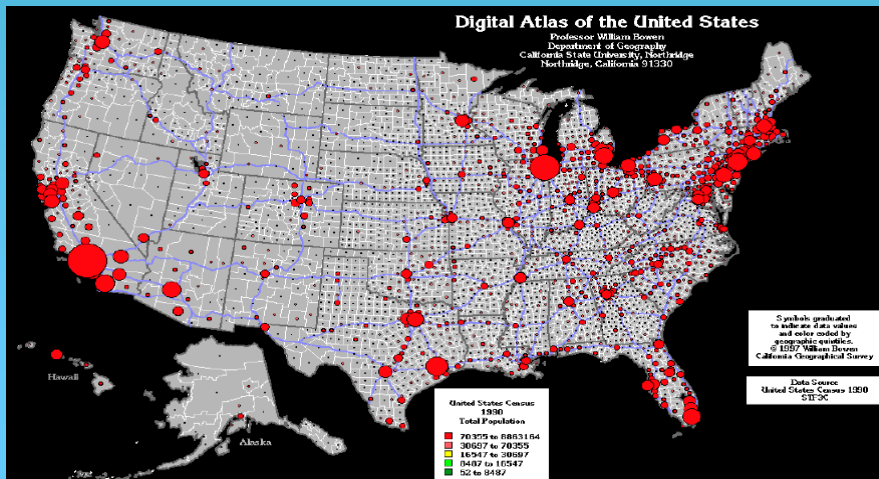 Digital Atlas of the United States
Professor William Bowen
Department of Geography
California State University, Northridge
Northridge, California 91330
Hawaii
Alaska
United States Census
1990
Total Population
70355 to 8863164
30697 to 70355
16547 to 30697
8487 to 16547
52 to 8487
Symbols graduated
to indicate data values
and color coded by
geographic quintiles.
© 1997 William Bowen
California Geographical Survey
Data Source
United States Census 1990
STF3C